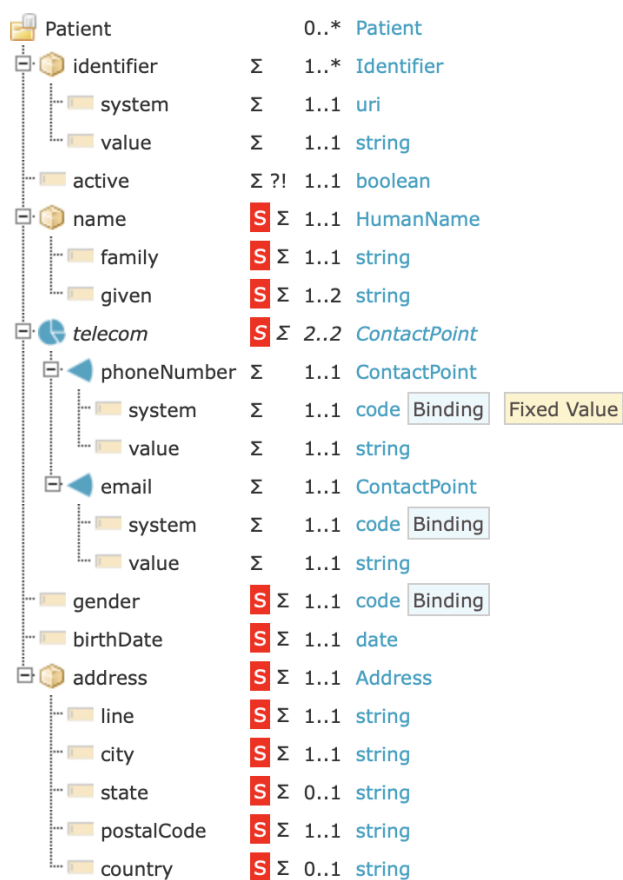 Patient 0..* Patient
identifier Σ 1..* Identifier
system Σ 1..1 uri
value Σ 1..1 string
active Σ ?! 1..1 boolean
name S Σ 1..1 HumanName
family S Σ 1..1 string
given S Σ 1..2 string
telecom S Σ 2..2 ContactPoint
phoneNumber Σ 1..1 ContactPoint
system Σ 1..1 code Binding Fixed Value
value Σ 1..1 string
email Σ 1..1 ContactPoint
system Σ 1..1 code Binding
value Σ 1..1 string
gender S Σ 1..1 code Binding
birthDate S Σ 1..1 date
address S Σ 1..1 Address
line S Σ 1..1 string
city S Σ 1..1 string
state S Σ 0..1 string
postalCode S Σ 1..1 string
country S Σ 0..1 string